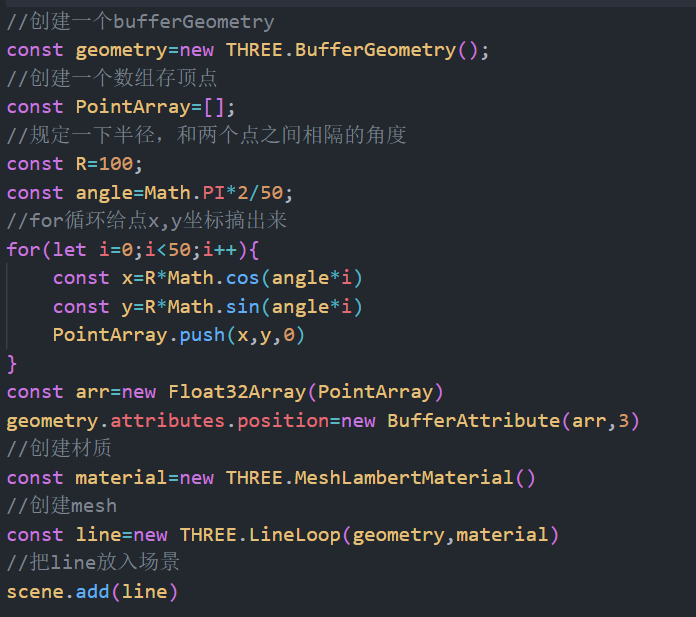 //创建一个bufferGeometry
const geometry=new THREE.BufferGeometry();
//创建一个数组存顶点
const PointArray=[];
//规定一下半径，和两个点之间相隔的角度
const R=100;
const angle=Math.PI*2/50;
//for循环给点x,y坐标搞出来
for(let i=0;i<50;i++){
    const x=R*Math.cos(angle*i)
    const y=R*Math.sin(angle*i)
    PointArray.push(x,y,0)
}
const arr=new Float32Array(PointArray)
geometry.attributes.position=new BufferAttribute(arr,3)
//创建材质
const material=new THREE.MeshLambertMaterial()
//创建mesh
const line=new THREE.LineLoop(geometry,material)
//把line放入场景
scene.add(line)